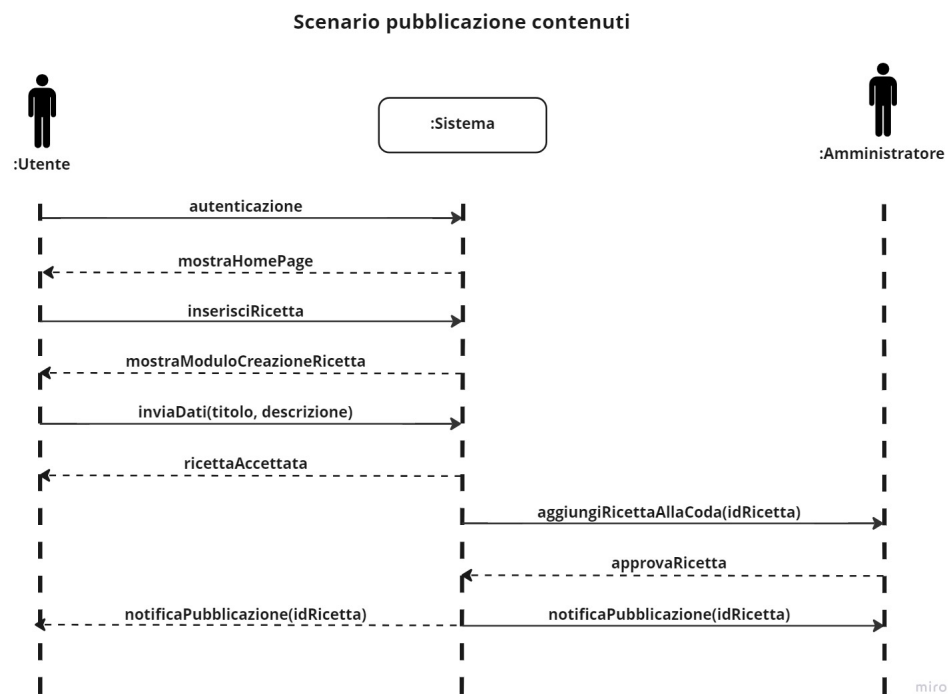 Scenario pubblicazione contenuti
:Utente
:Sistema
:Amministratore
autenticazione
mostraHomePage
inserisciRicetta
mostraModuloCreazioneRicetta
inviaDati(titolo, descrizione)
ricettaAccettata
aggiungiRicettaAllaCoda(idRicetta)
approvaRicetta
notificaPubblicazione(idRicetta)
notificaPubblicazione(idRicetta)
miro